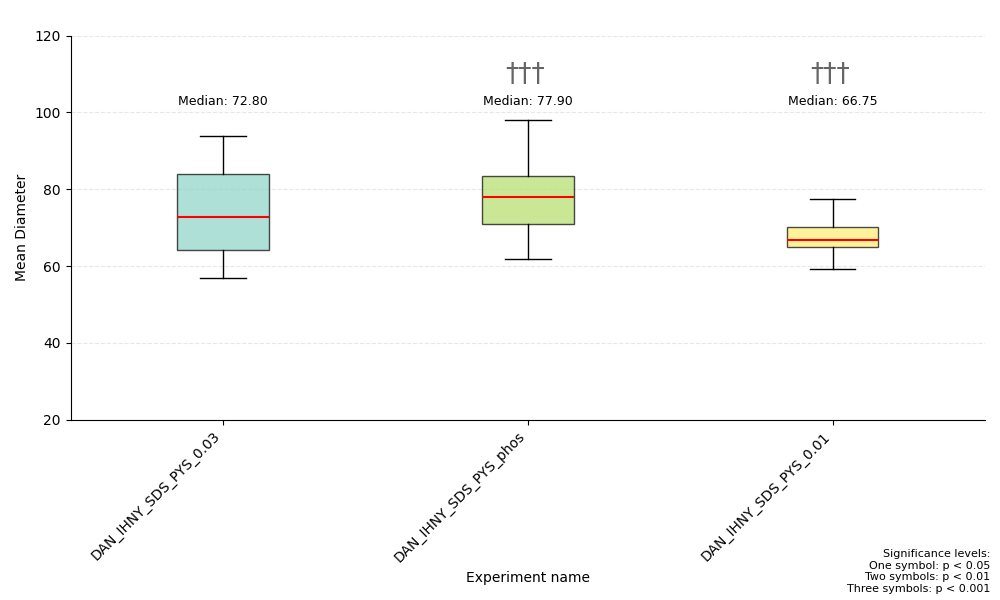 120
100
80
60
40
20
Mean Diameter
††† †††
Median: 72.80 Median: 77.90 Median: 66.75
DAN_IHNY_SDS_PYS_0.03 DAN_IHNY_SDS_PYS_phos DAN_IHNY_SDS_PYS_0.01
Experiment name
Significance levels:
One symbol: p < 0.05
Two symbols: p < 0.01
Three symbols: p < 0.001